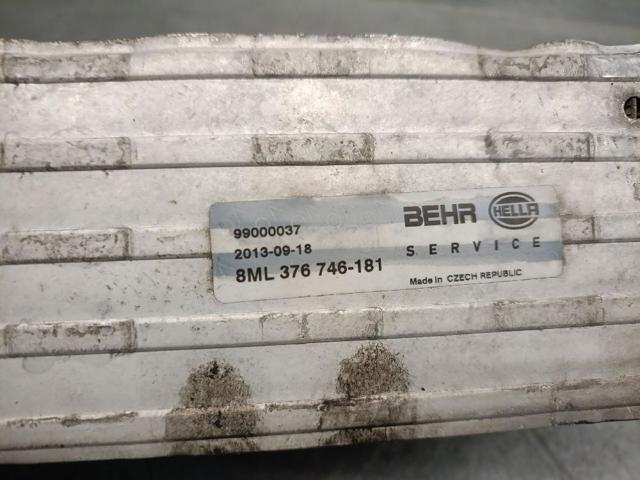 99000037
2013-09-18
8ML 376 746-181
BEHR HELLA
SERVICE
Made in CZECH REPUBLIC